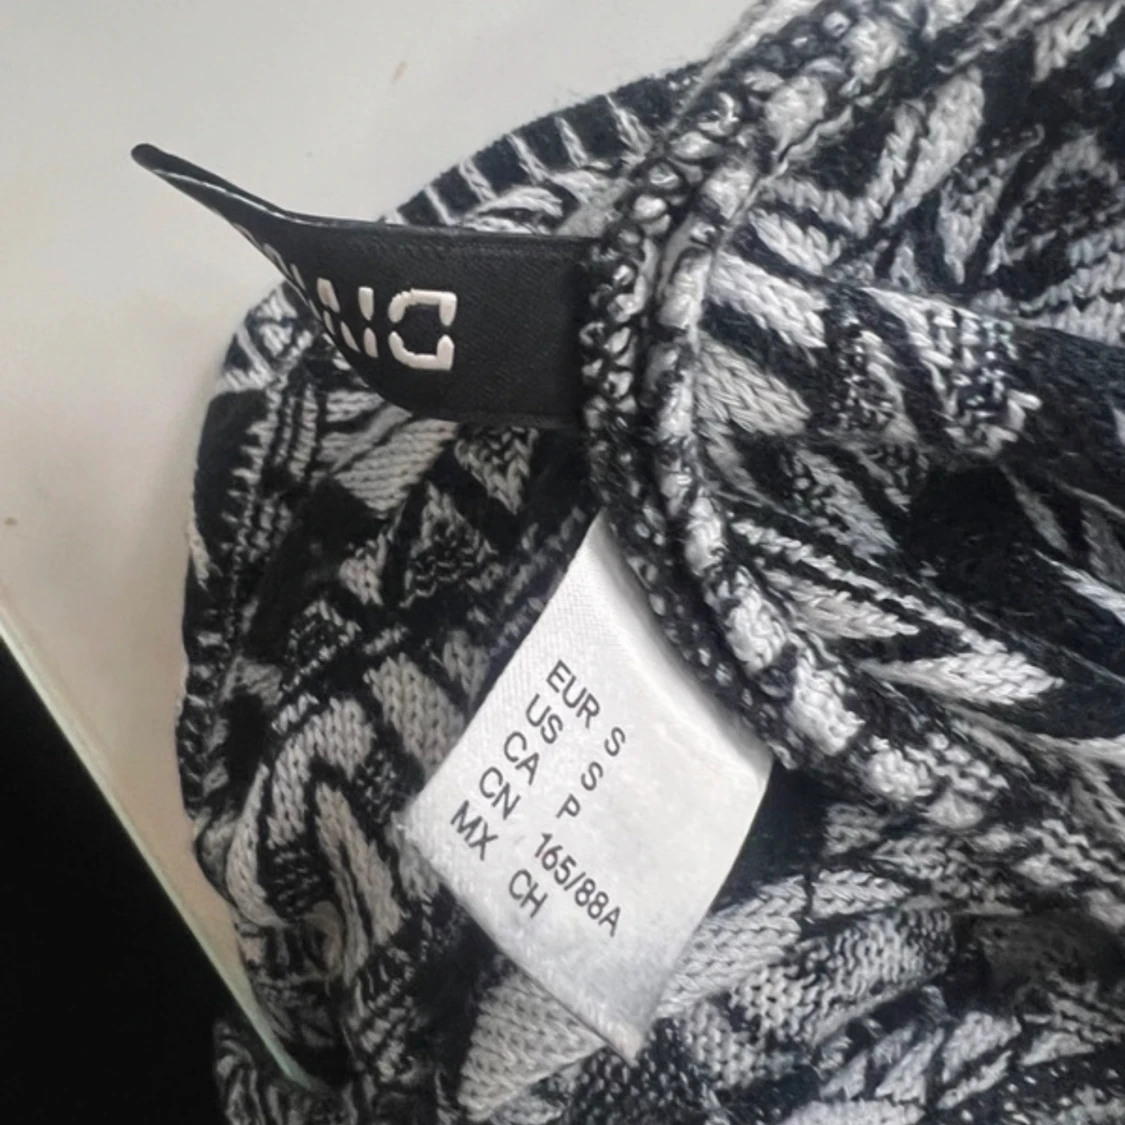 EUR S
US S
CA P
CN 165/88A
MX CH